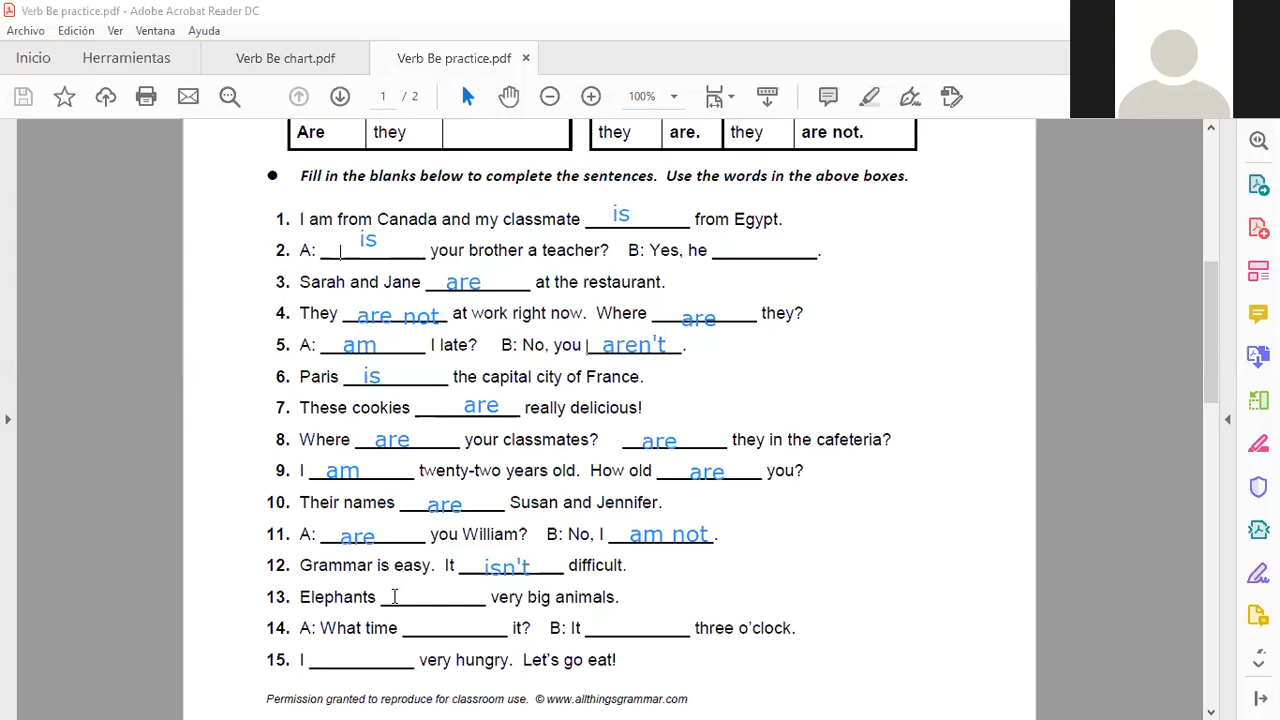 Verb Be practice.pdf - Adobe Acrobat Reader DC
Archivo Edición Ver Ventana Ayuda
Inicio Herramientas Verb Be chart.pdf Verb Be practice.pdf ×
1 / 2 100%
Are they they are. they are not.
● Fill in the blanks below to complete the sentences. Use the words in the above boxes.
1. I am from Canada and my classmate is from Egypt.
2. A: is your brother a teacher? B: Yes, he __________.
3. Sarah and Jane are at the restaurant.
4. They are not at work right now. Where are they?
5. A: am I late? B: No, you aren't.
6. Paris is the capital city of France.
7. These cookies are really delicious!
8. Where are your classmates? are they in the cafeteria?
9. I am twenty-two years old. How old are you?
10. Their names are Susan and Jennifer.
11. A: are you William? B: No, I am not.
12. Grammar is easy. It isn't difficult.
13. Elephants __________ very big animals.
14. A: What time __________ it? B: It __________ three o'clock.
15. I __________ very hungry. Let's go eat!
Permission granted to reproduce for classroom use. © www.allthingsgrammar.com